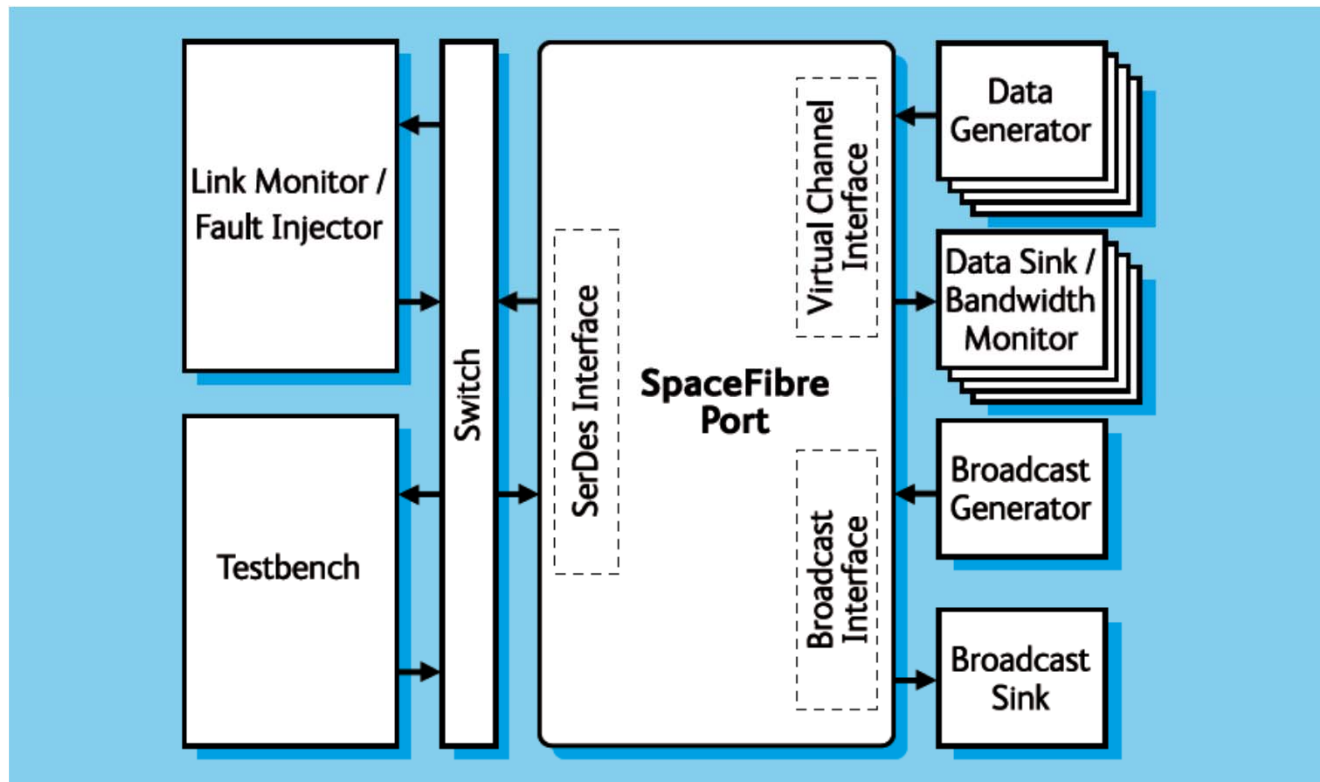 Link Monitor /
Fault Injector
Testbench
Switch
SerDes Interface
SpaceFibre
Port
Virtual Channel
Interface
Broadcast
Interface
Data
Generator
Data Sink /
Bandwidth
Monitor
Broadcast
Generator
Broadcast
Sink